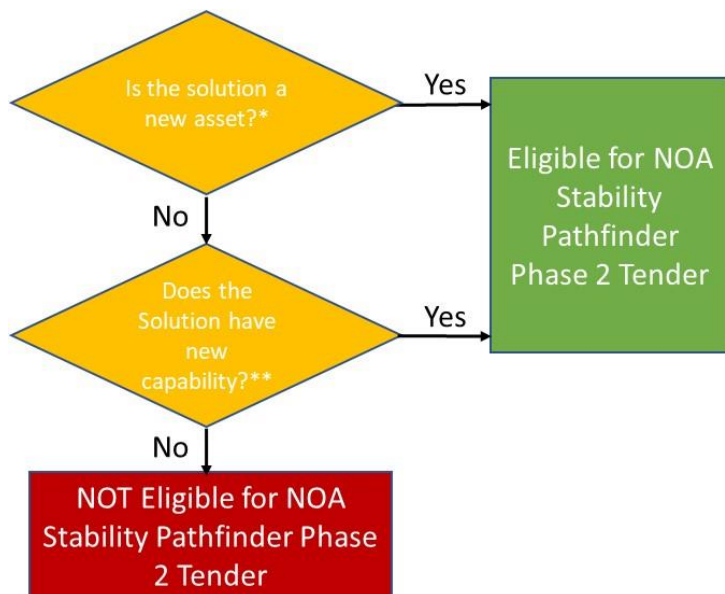 Is the solution a
new asset?*
Yes
Eligible for NOA
Stability
Pathfinder
Phase 2 Tender
No
Does the
Solution have
new
capability?**
Yes
No
NOT Eligible for NOA
Stability Pathfinder Phase
2 Tender